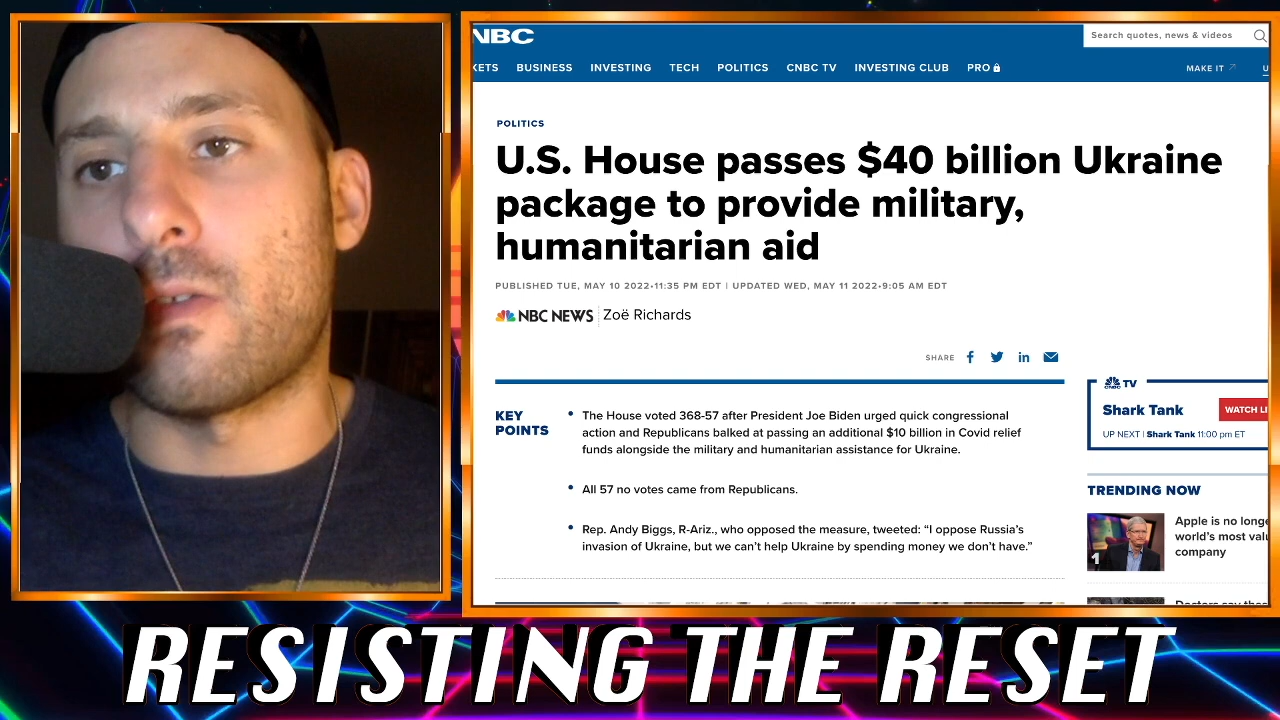 NBC
Search quotes, news & videos
KETS BUSINESS INVESTING TECH POLITICS CNBC TV INVESTING CLUB PRO
MAKE IT
U
POLITICS
U.S. House passes $40 billion Ukraine
package to provide military,
humanitarian aid
PUBLISHED TUE, MAY 10 2022•11:35 PM EDT | UPDATED WED, MAY 11 2022•9:05 AM EDT
NBC NEWS Zoë Richards
SHARE
KEY
POINTS
• The House voted 368-57 after President Joe Biden urged quick congressional
action and Republicans balked at passing an additional $10 billion in Covid relief
funds alongside the military and humanitarian assistance for Ukraine.
• All 57 no votes came from Republicans.
• Rep. Andy Biggs, R-Ariz., who opposed the measure, tweeted: “I oppose Russia’s
invasion of Ukraine, but we can’t help Ukraine by spending money we don’t have.”
CNBC TV
Shark Tank
WATCH LI
UP NEXT | Shark Tank 11:00 pm ET
TRENDING NOW
1
Apple is no longe
world’s most valu
company
RESISTING THE RESET